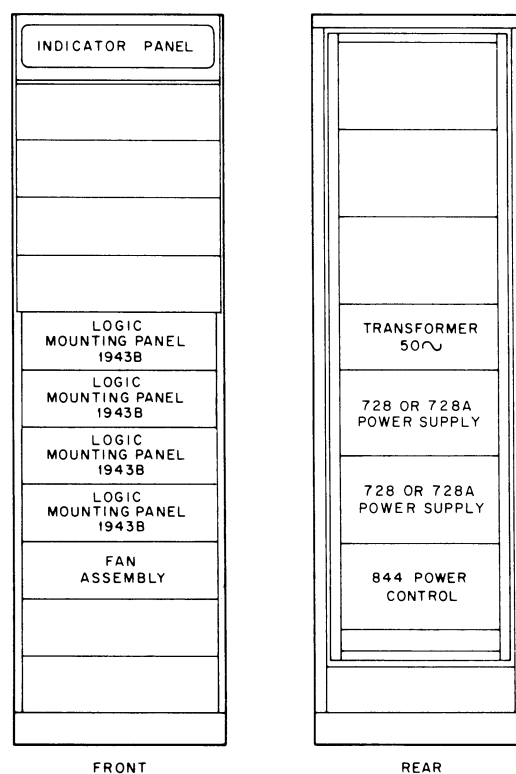 INDICATOR PANEL
LOGIC
MOUNTING PANEL
1943B
LOGIC
MOUNTING PANEL
1943B
LOGIC
MOUNTING PANEL
1943B
LOGIC
MOUNTING PANEL
1943B
FAN
ASSEMBLY
FRONT
TRANSFORMER
50~
728 OR 728A
POWER SUPPLY
728 OR 728A
POWER SUPPLY
844 POWER
CONTROL
REAR